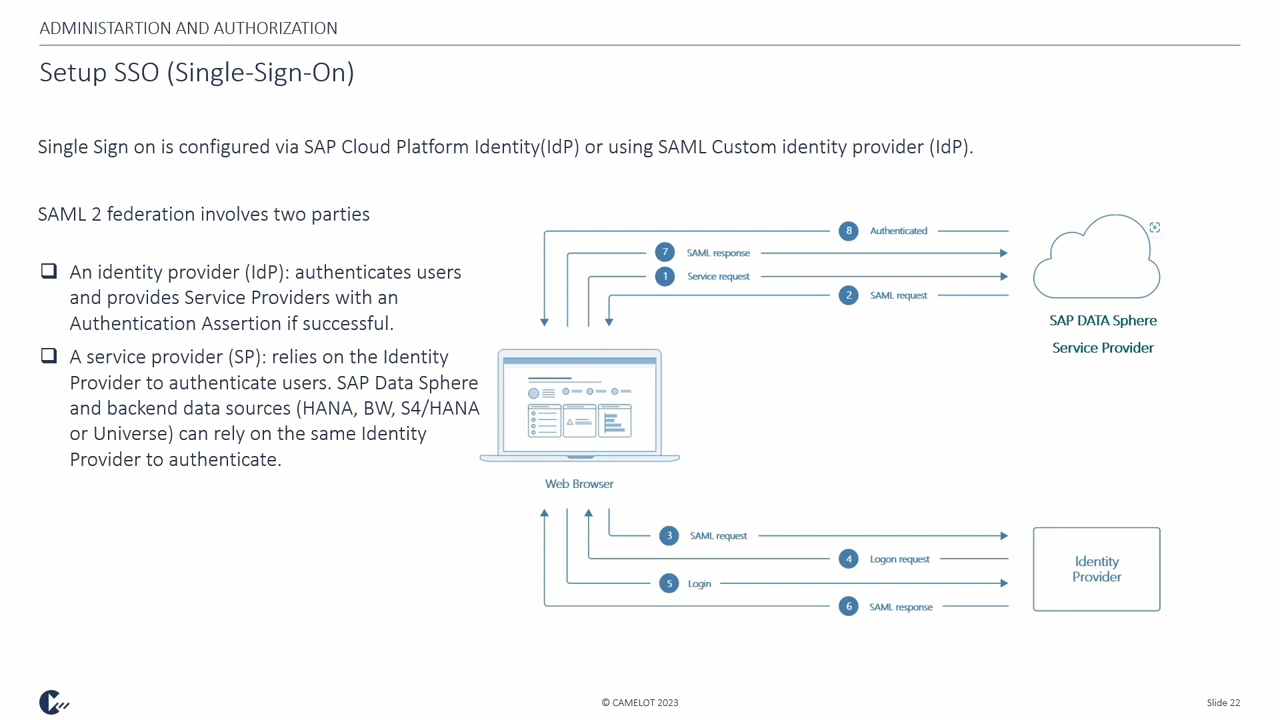 ADMINISTARTION AND AUTHORIZATION
Setup SSO (Single-Sign-On)
Single Sign on is configured via SAP Cloud Platform Identity(IdP) or using SAML Custom identity provider (IdP).
SAML 2 federation involves two parties
❑ An identity provider (IdP): authenticates users
and provides Service Providers with an
Authentication Assertion if successful.
❑ A service provider (SP): relies on the Identity
Provider to authenticate users. SAP Data Sphere
and backend data sources (HANA, BW, S4/HANA
or Universe) can rely on the same Identity
Provider to authenticate.
8 Authenticated
7 SAML response
1 Service request
2 SAML request
SAP DATA Sphere
Service Provider
Web Browser
3 SAML request
4 Logon request
5 Login
6 SAML response
Identity
Provider
© CAMELOT 2023
Slide 22